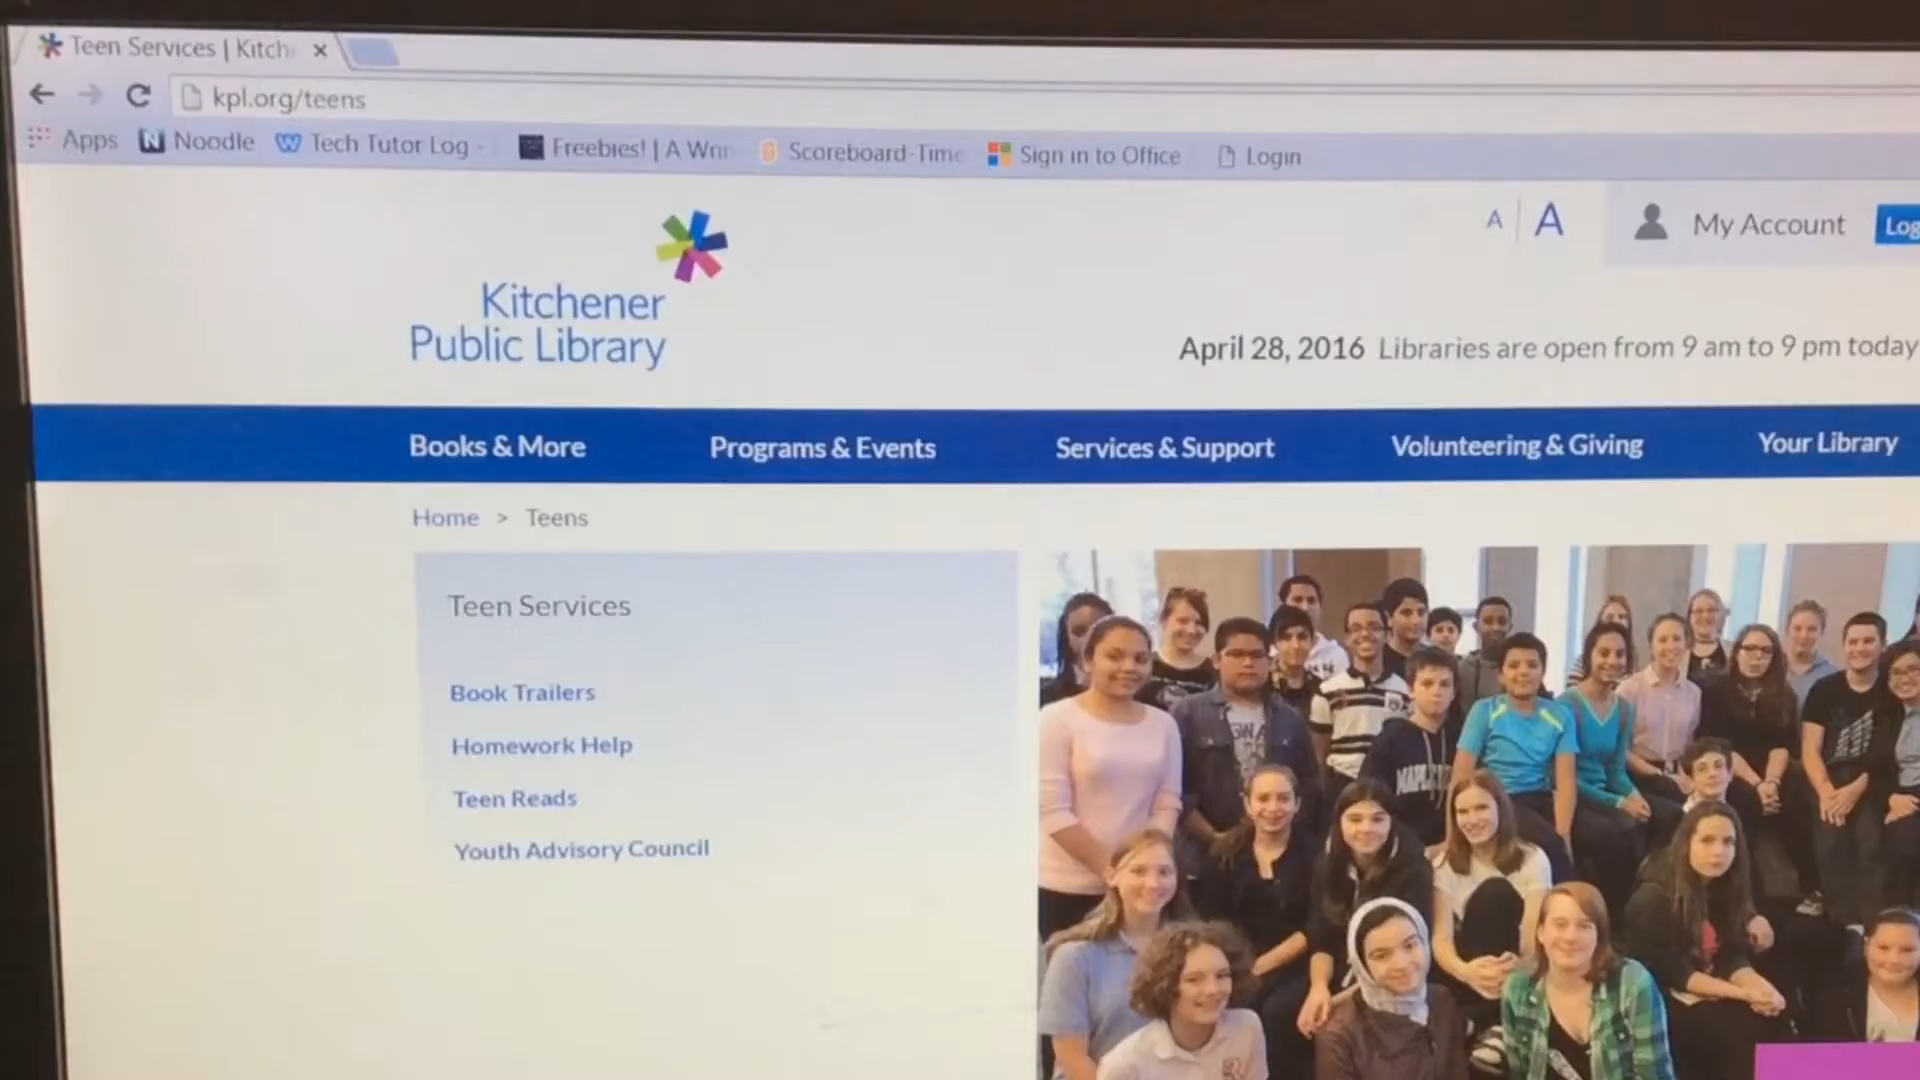 Teen Services | Kitch
kpl.org/teens
Apps Noodle Tech Tutor Log - Freebies! | A Wri Scoreboard-Time Sign in to Office Login
A A My Account Log
Kitchener
Public Library
April 28, 2016 Libraries are open from 9 am to 9 pm today
Books & More Programs & Events Services & Support Volunteering & Giving Your Library
Home > Teens
Teen Services
Book Trailers
Homework Help
Teen Reads
Youth Advisory Council